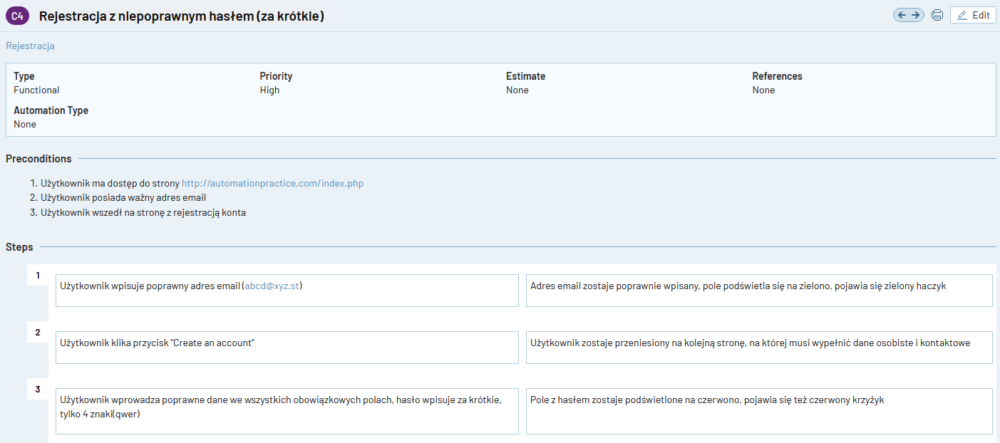 C4 Rejestracja z niepoprawnym hasłem (za krótkie)
Edit
Rejestracja
Type Priority Estimate References
Functional High None None
Automation Type
None
Preconditions
1. Użytkownik ma dostęp do strony http://automationpractice.com/index.php
2. Użytkownik posiada ważny adres email
3. Użytkownik wszedł na stronę z rejestracją konta
Steps
1
Użytkownik wpisuje poprawny adres email (abcd@xyz.st)
Adres email zostaje poprawnie wpisany, pole podświetla się na zielono, pojawia się zielony haczyk
2
Użytkownik klika przycisk "Create an account"
Użytkownik zostaje przeniesiony na kolejną stronę, na której musi wypełnić dane osobiste i kontaktowe
3
Użytkownik wprowadza poprawne dane we wszystkich obowiązkowych polach, hasło wpisuje za krótkie,
tylko 4 znaki(qwer)
Pole z hasłem zostaje podświetlone na czerwono, pojawia się też czerwony krzyżyk